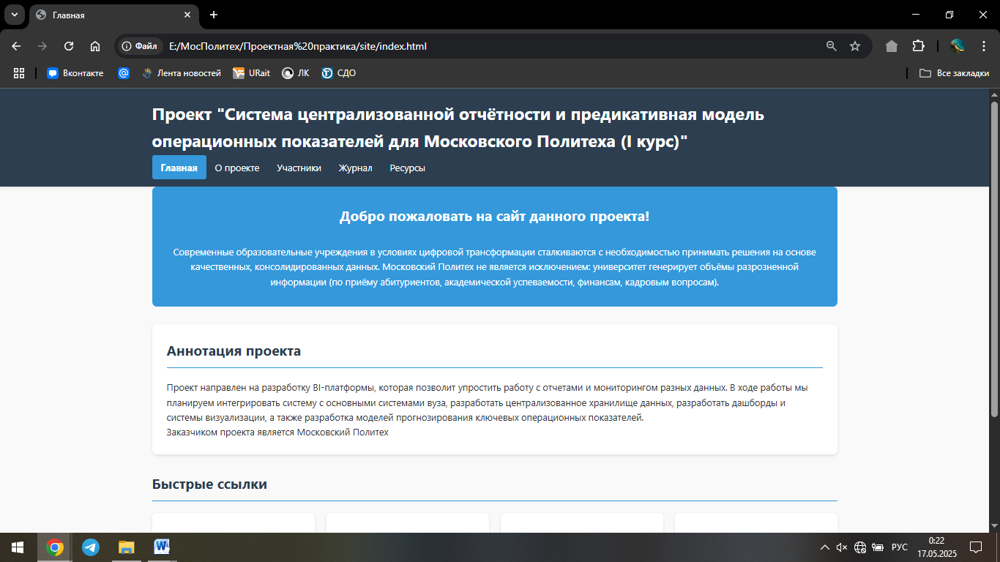 Главная
Файл
E:/МосПолитех/Проектная%20практика/site/index.html
Вконтакте
Лента новостей
URait
ЛК
СДО
Все закладки
Проект "Система централизованной отчётности и предикативная модель
операционных показателей для Московского Политеха (I курс)"
Главная
О проекте
Участники
Журнал
Ресурсы
Добро пожаловать на сайт данного проекта!
Современные образовательные учреждения в условиях цифровой трансформации сталкиваются с необходимостью принимать решения на основе
качественных, консолидированных данных. Московский Политех не является исключением: университет генерирует объёмы разрозненной
информации (по приёму абитуриентов, академической успеваемости, финансам, кадровым вопросам).
Аннотация проекта
Проект направлен на разработку BI-платформы, которая позволит упростить работу с отчетами и мониторингом разных данных. В ходе работы мы
планируем интегрировать систему с основными системами вуза, разработать централизованное хранилище данных, разработать дашборды и
системы визуализации, а также разработка моделей прогнозирования ключевых операционных показателей.
Заказчиком проекта является Московский Политех
Быстрые ссылки
РУС
0:22
17.05.2025